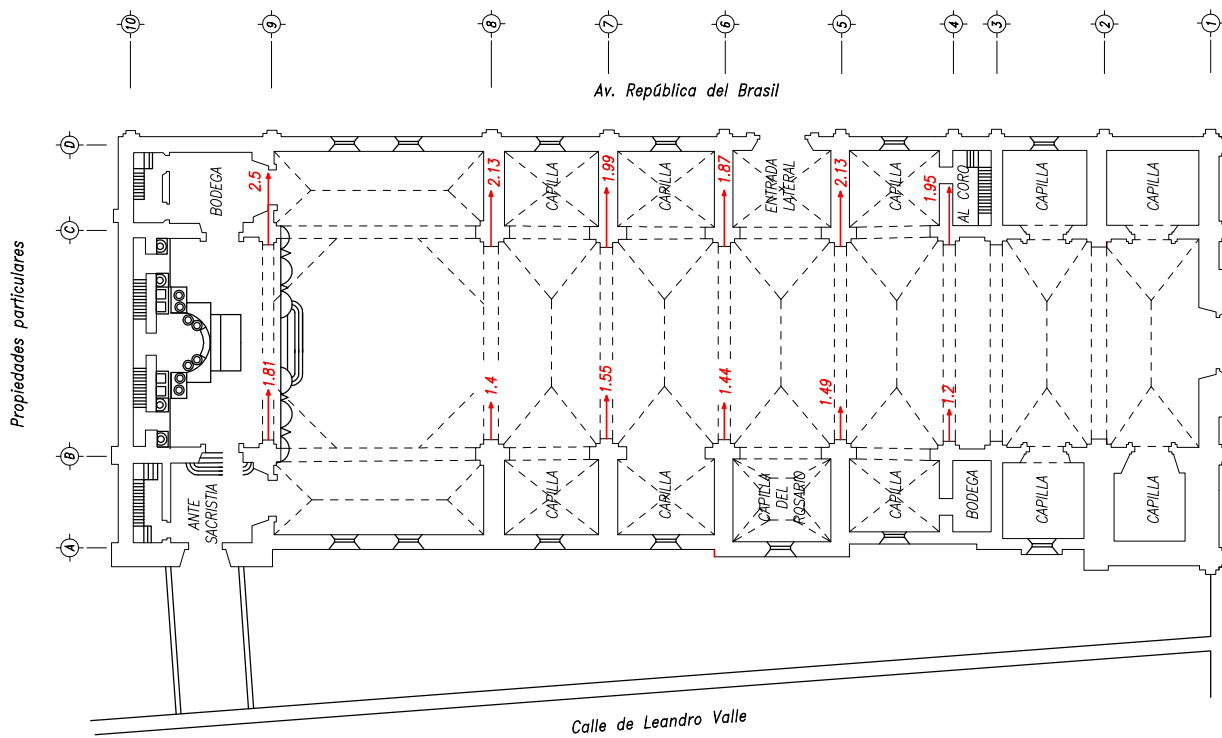 10
9
8
7
6
5
4
3
2
1
Av. República del Brasil
D
C
B
A
Propiedades particulares
BODEGA
2.5
2.13
CAPILLA
1.99
CAPILLA
1.87
ENTRADA
LATERAL
2.13
CAPILLA
1.95
AL CORO
CAPILLA
CAPILLA
1.81
1.4
1.55
1.44
1.49
1.2
ANTE
SACRISTIA
CAPILLA
CAPILLA
CAPILLA
DEL
ROSARIO
CAPILLA
BODEGA
CAPILLA
CAPILLA
Calle de Leandro Valle